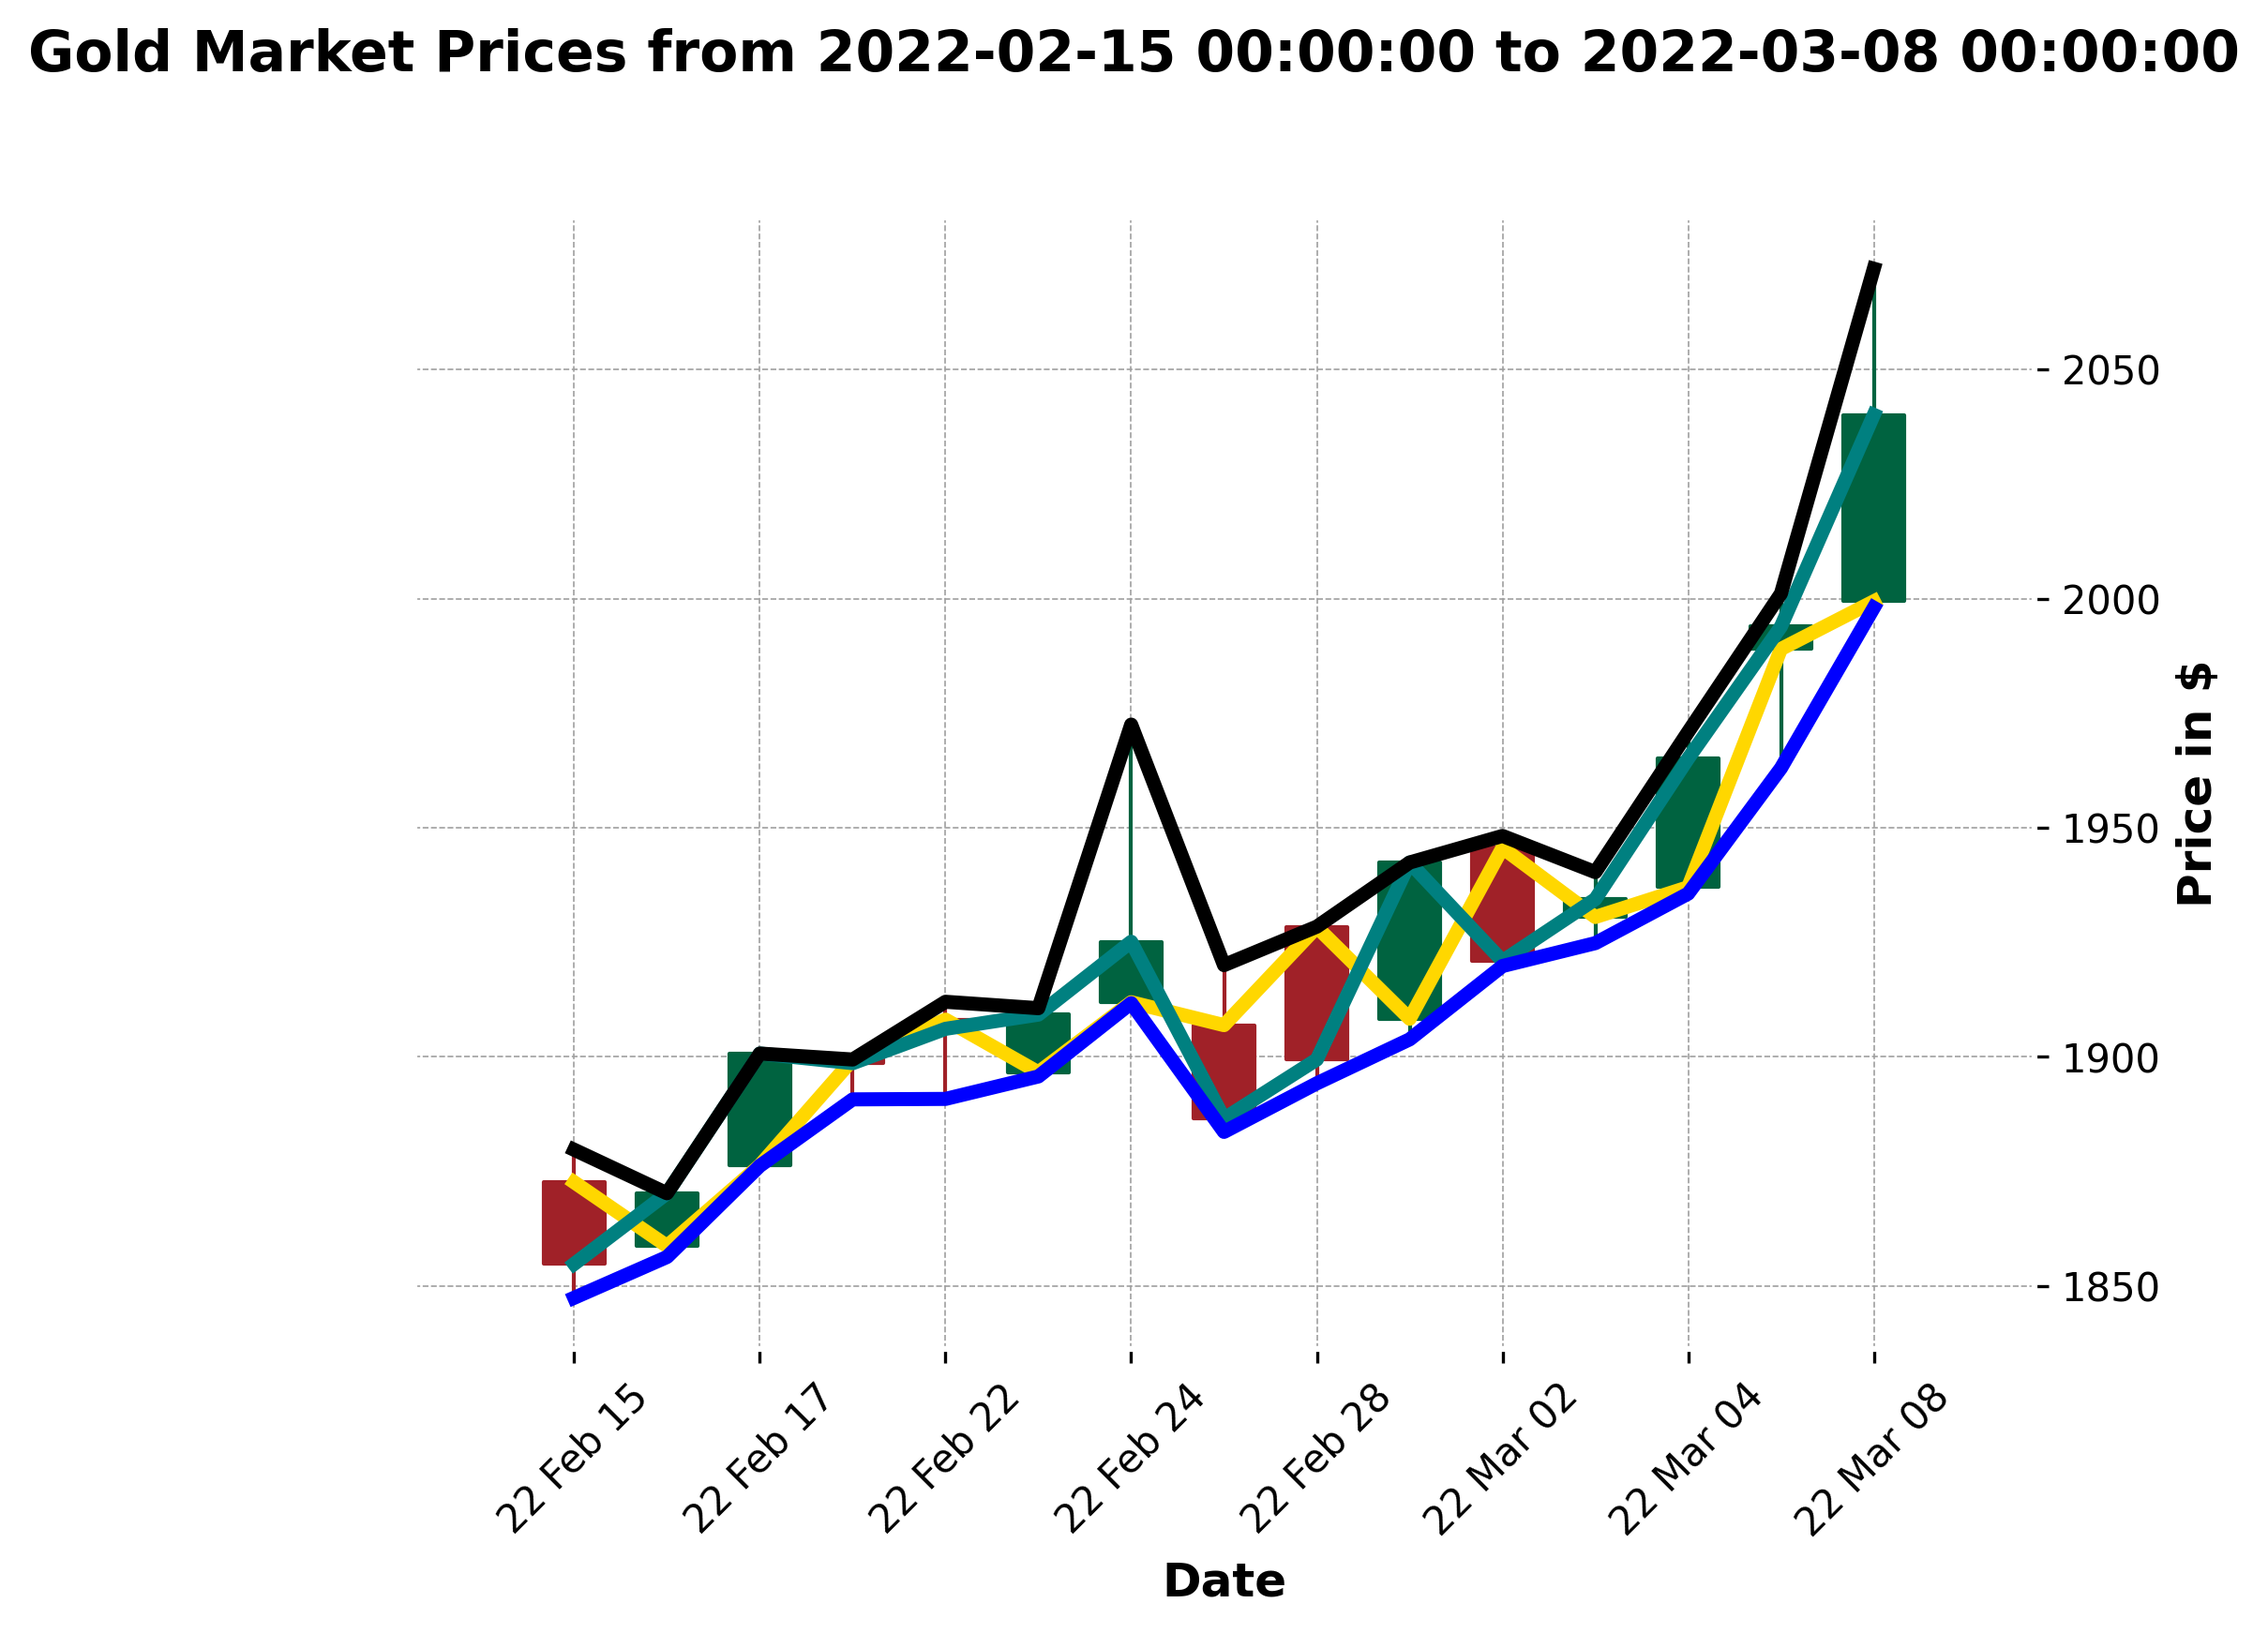 Gold Market Prices from 2022-02-15 00:00:00 to 2022-03-08 00:00:00
2050
2000
1950
1900
1850
Price in $
22 Feb 15
22 Feb 17
22 Feb 22
22 Feb 24
22 Feb 28
22 Mar 02
22 Mar 04
22 Mar 08
Date